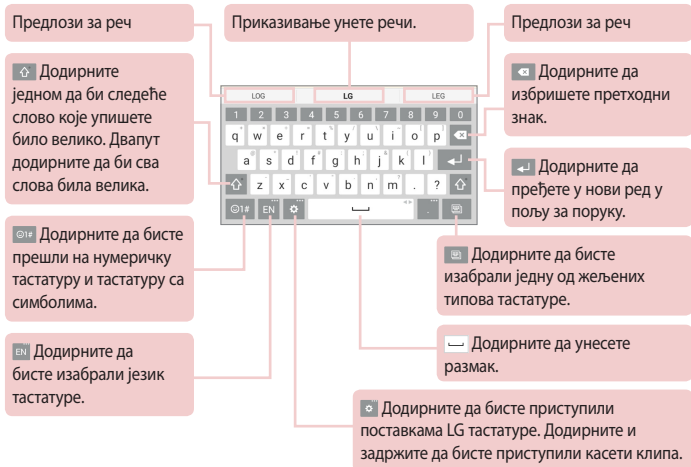 Предлози за реч
Приказивање унете речи.
Предлози за реч
Додирните
једном да би следеће
слово које упишете
било велико. Двапут
додирните да би сва
слова била велика.
☺1# Додирните да бисте
прешли на нумеричку
тастатуру и тастатуру са
симболима.
EN Додирните да
бисте изабрали језик
тастатуре.
LOG LG LEG
1 2 3 4 5 6 7 8 9 0
q w e r t y u i o p
a s d f g h j k l
z x c v b n m . ?
☺1# EN .
Додирните да
избришете претходни
знак.
Додирните да
пређете у нови ред у
пољу за поруку.
Додирните да бисте
изабрали једну од жељених
типова тастатуре.
Додирните да унесете
размак.
Додирните да бисте приступили
поставкама LG тастатуре. Додирните и
задржите да бисте приступили касети клипа.